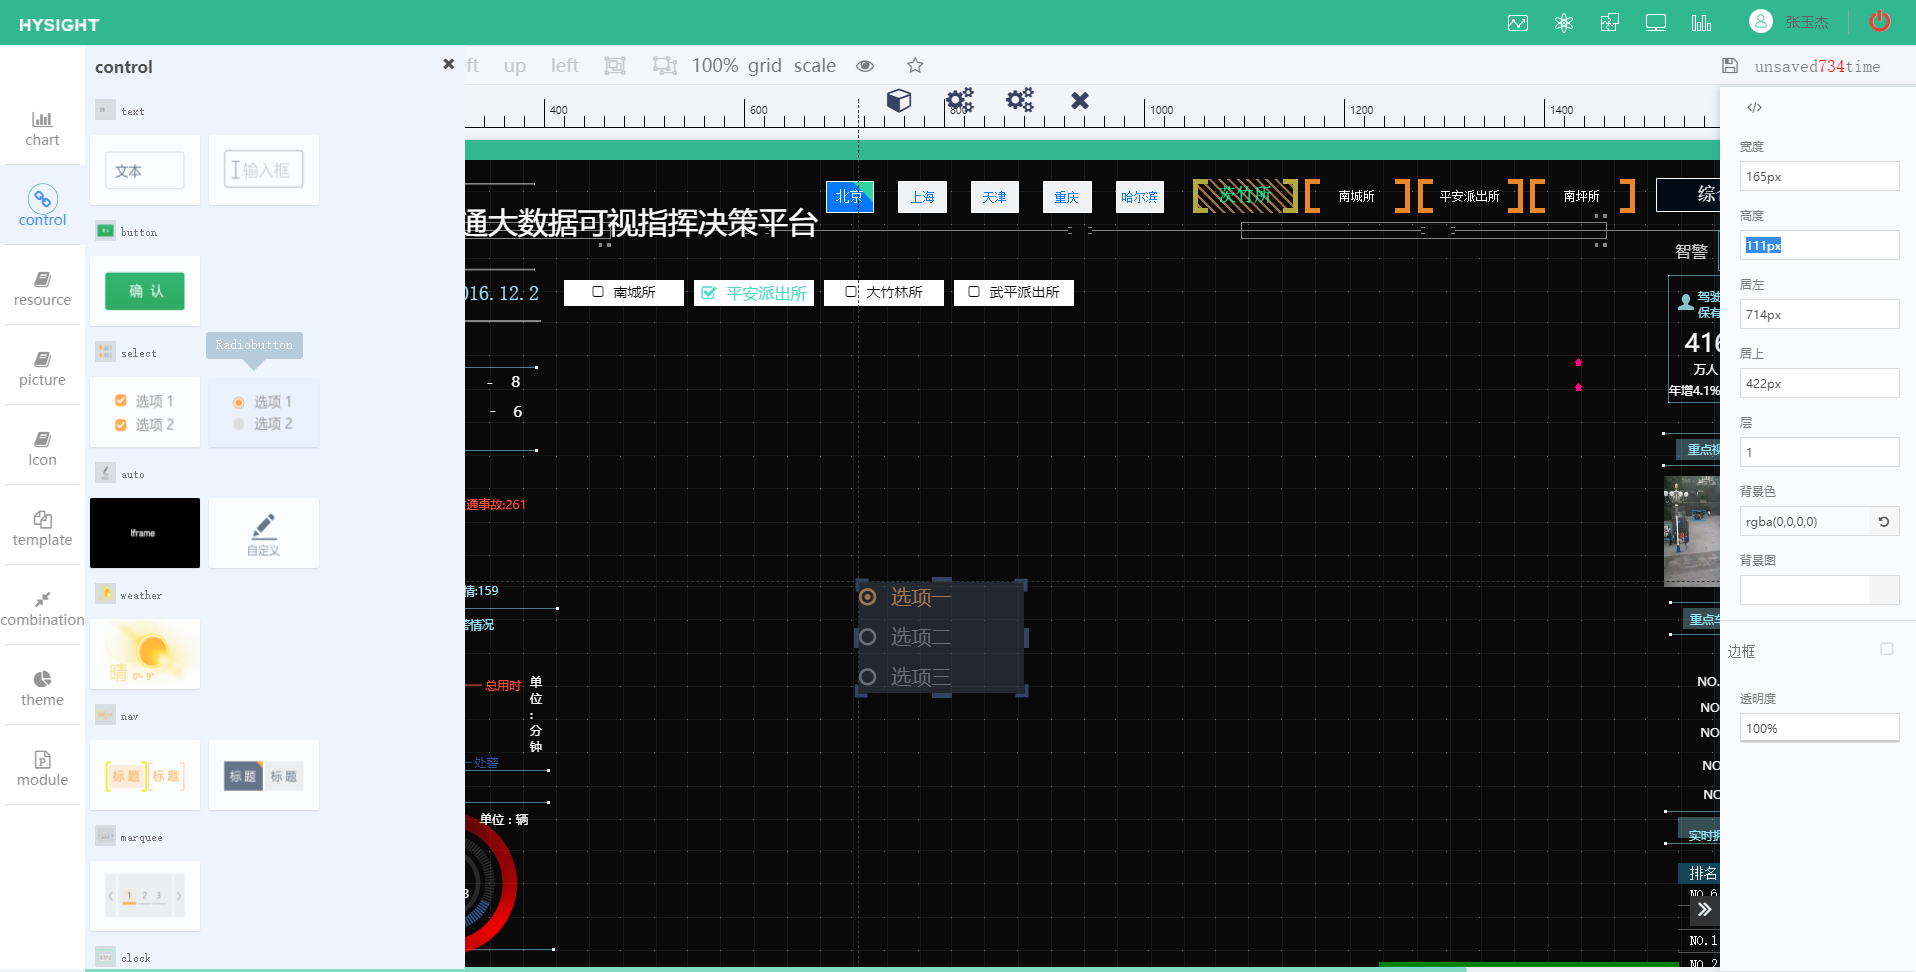 HYSIGHT
张玉杰
control
ft up left 100% grid scale
unsaved734time
400 600 800 1000 1200 1400
chart
control
resource
picture
Icon
template
combination
theme
module
text
文本
输入框
button
确 认
select
Radiobutton
选项 1
选项 2
选项 1
选项 2
auto
Iframe
自定义
weather
晴 0°- 9°
nav
标 题 标 题
标 题 标 题
marquee
1 2 3
clock
北京 上海 天津 重庆 哈尔滨
茨竹所 南城所 平安派出所 南坪所
综
通大数据可视指挥决策平台
016.12.2
南城所 平安派出所 大竹林所 武平派出所
- 8
- 6
通事故:261
情:159
警情况
总用时
单位:分钟
处警
单位：辆
选项一
选项二
选项三
智警
驾驶
保有
416
万人
年增4.1%
重点视
重点车
NO.
NO
NO
NO
NO
实时拥
排名
NO.6
NO.1
NO.2
宽度
165px
高度
111px
居左
714px
居上
422px
层
1
背景色
rgba(0,0,0,0)
背景图
边框
透明度
100%